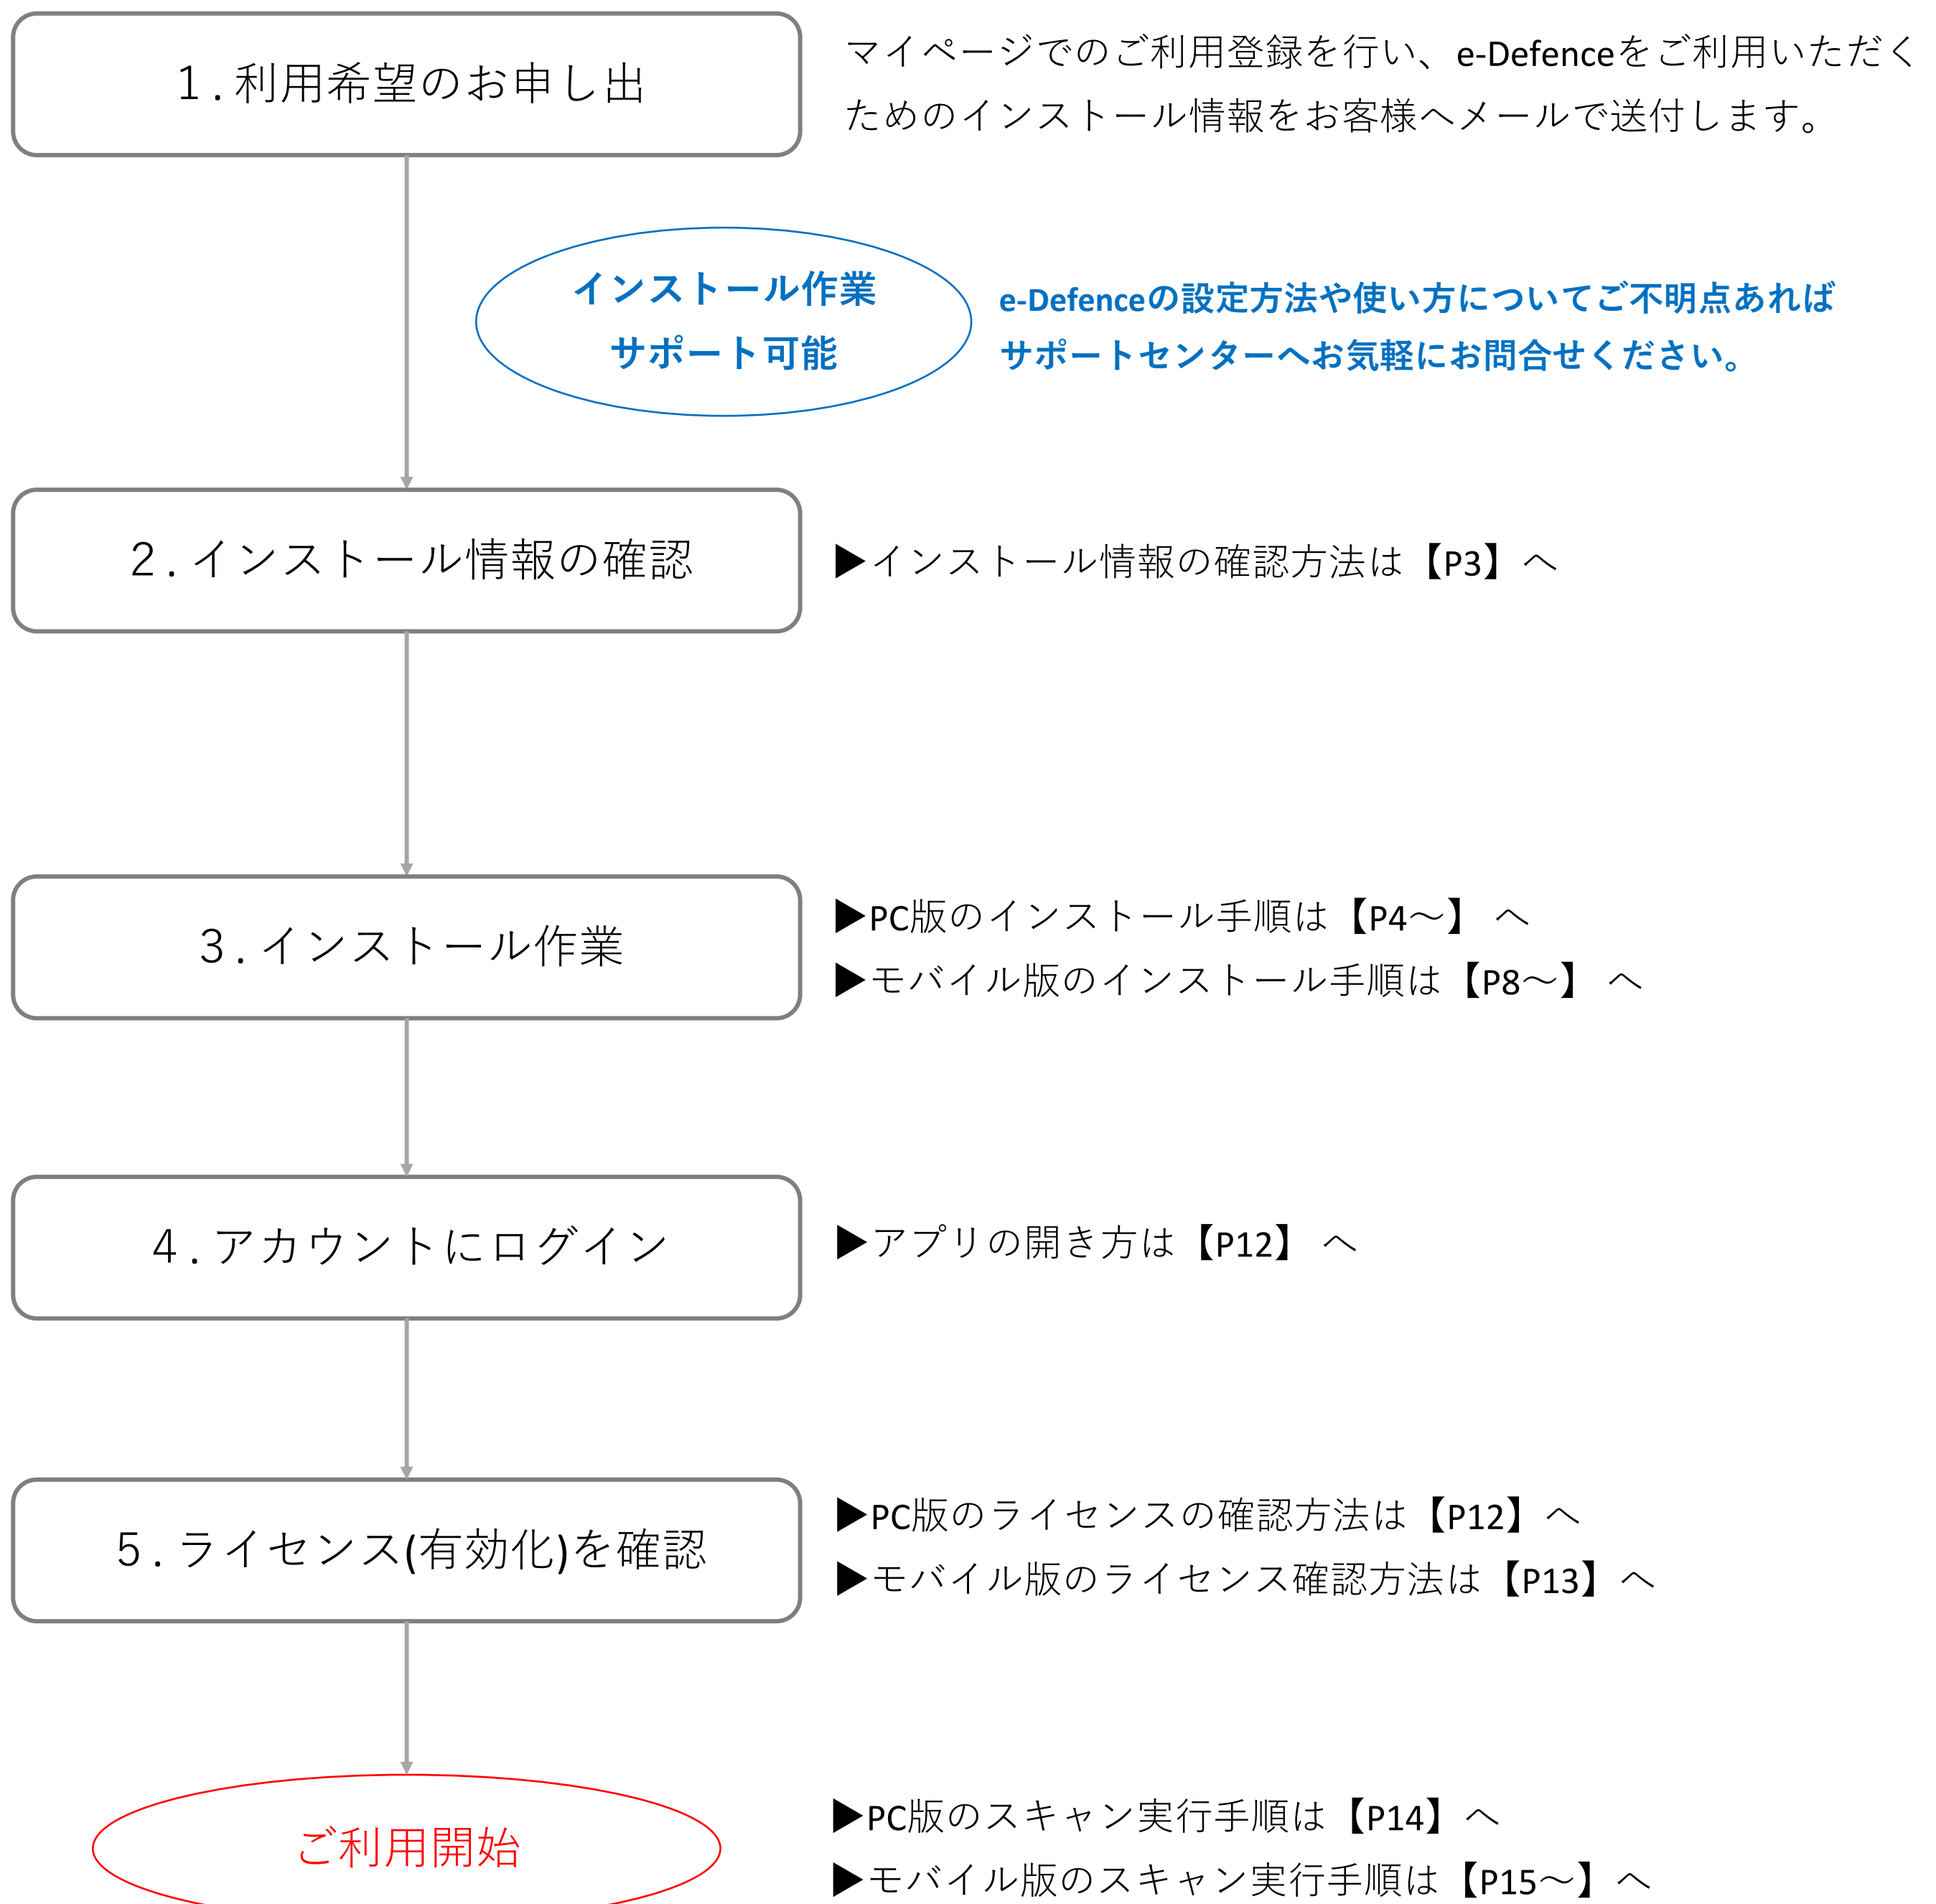 1.利用希望のお申し出
マイページでのご利用登録を行い、e-Defenceをご利用いただく
ためのインストール情報をお客様へメールで送付します。
インストール作業
サポート可能
e-Defenceの設定方法や使い方についてご不明点あれば
サポートセンターへお気軽にお問合せください。
2.インストール情報の確認
▶インストール情報の確認方法は【P3】へ
3.インストール作業
▶PC版のインストール手順は【P4～】へ
▶モバイル版のインストール手順は【P8～】へ
4.アカウントにログイン
▶アプリの開き方は【P12】へ
5.ライセンス(有効化)を確認
▶PC版のライセンスの確認方法は【P12】へ
▶モバイル版のライセンス確認方法は【P13】へ
ご利用開始
▶PC版のスキャン実行手順は【P14】へ
▶モバイル版のスキャン実行手順は【P15～】へ